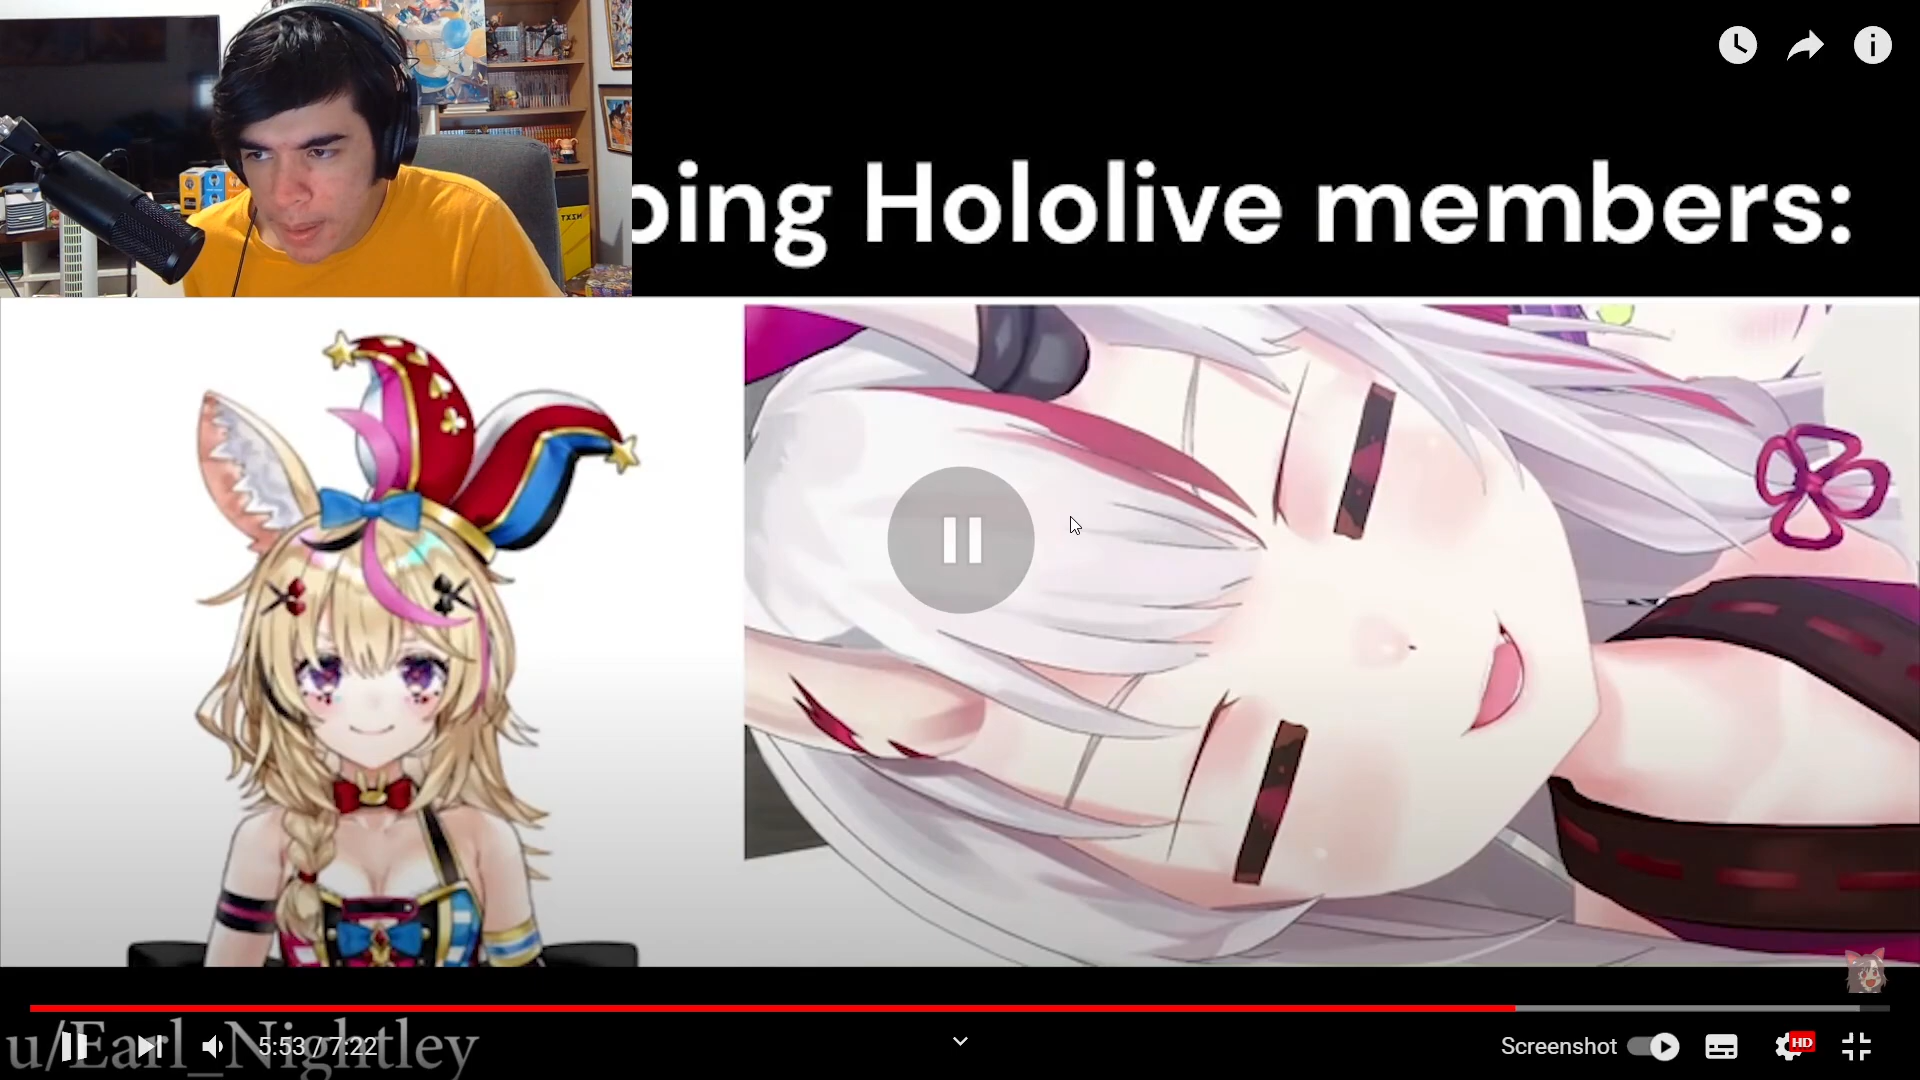 ping Hololive members:
u/Earl_Nightley
5:53 / 7:22
Screenshot
HD